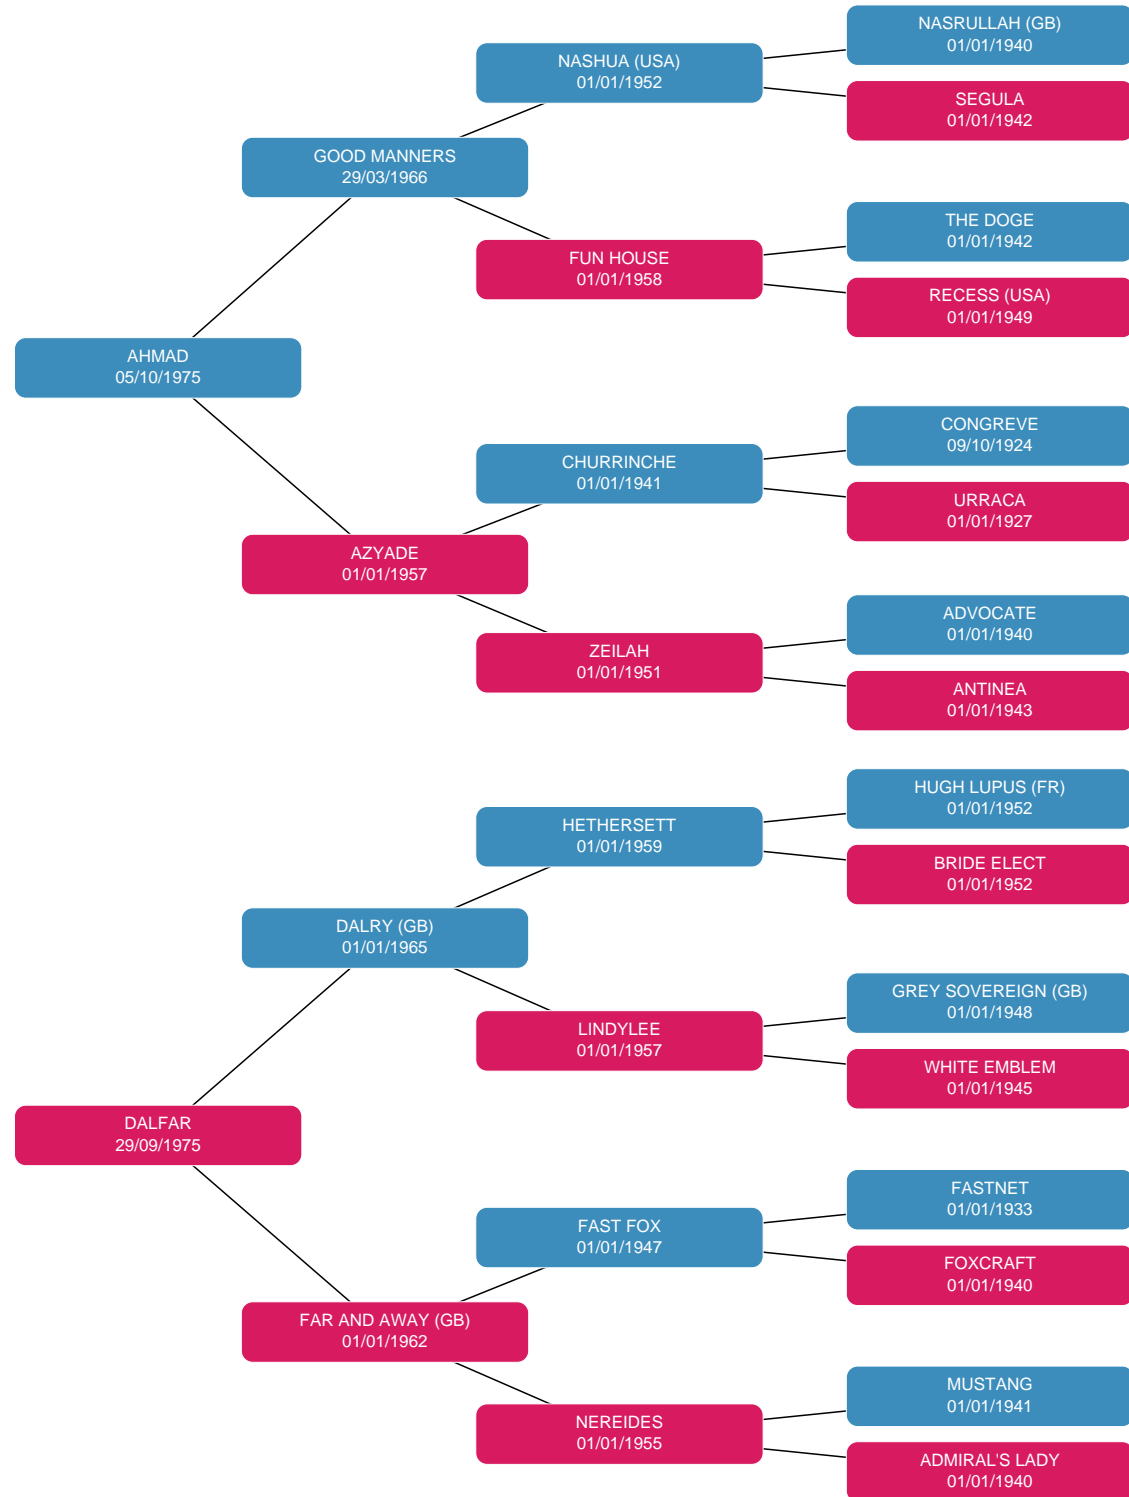 NASRULLAH (GB)
01/01/1940
NASHUA (USA)
01/01/1952
SEGULA
01/01/1942
GOOD MANNERS
29/03/1966
THE DOGE
01/01/1942
FUN HOUSE
01/01/1958
RECESS (USA)
01/01/1949
AHMAD
05/10/1975
CONGREVE
09/10/1924
CHURRINCHE
01/01/1941
URRACA
01/01/1927
AZYADE
01/01/1957
ADVOCATE
01/01/1940
ZEILAH
01/01/1951
ANTINEA
01/01/1943
HUGH LUPUS (FR)
01/01/1952
HETHERSETT
01/01/1959
BRIDE ELECT
01/01/1952
DALRY (GB)
01/01/1965
GREY SOVEREIGN (GB)
01/01/1948
LINDYLEE
01/01/1957
WHITE EMBLEM
01/01/1945
DALFAR
29/09/1975
FASTNET
01/01/1933
FAST FOX
01/01/1947
FOXCRAFT
01/01/1940
FAR AND AWAY (GB)
01/01/1962
MUSTANG
01/01/1941
NEREIDES
01/01/1955
ADMIRAL'S LADY
01/01/1940